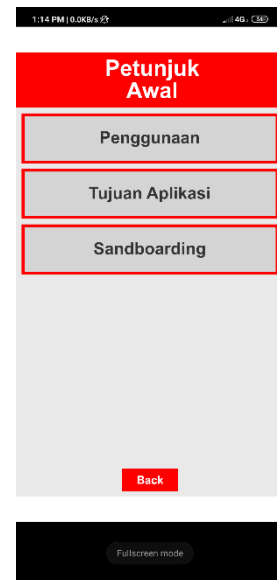 1:14 PM | 0.0KB/s
4G
Petunjuk
Awal
Penggunaan
Tujuan Aplikasi
Sandboarding
Back
Fullscreen mode